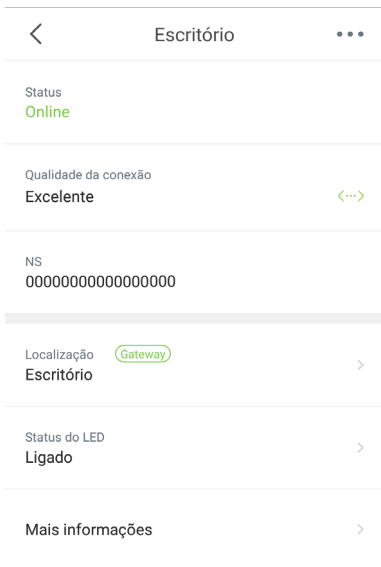 Escritório
Status
Online
Qualidade da conexão
Excelente
NS
00000000000000000
Localização Gateway
Escritório
Status do LED
Ligado
Mais informações